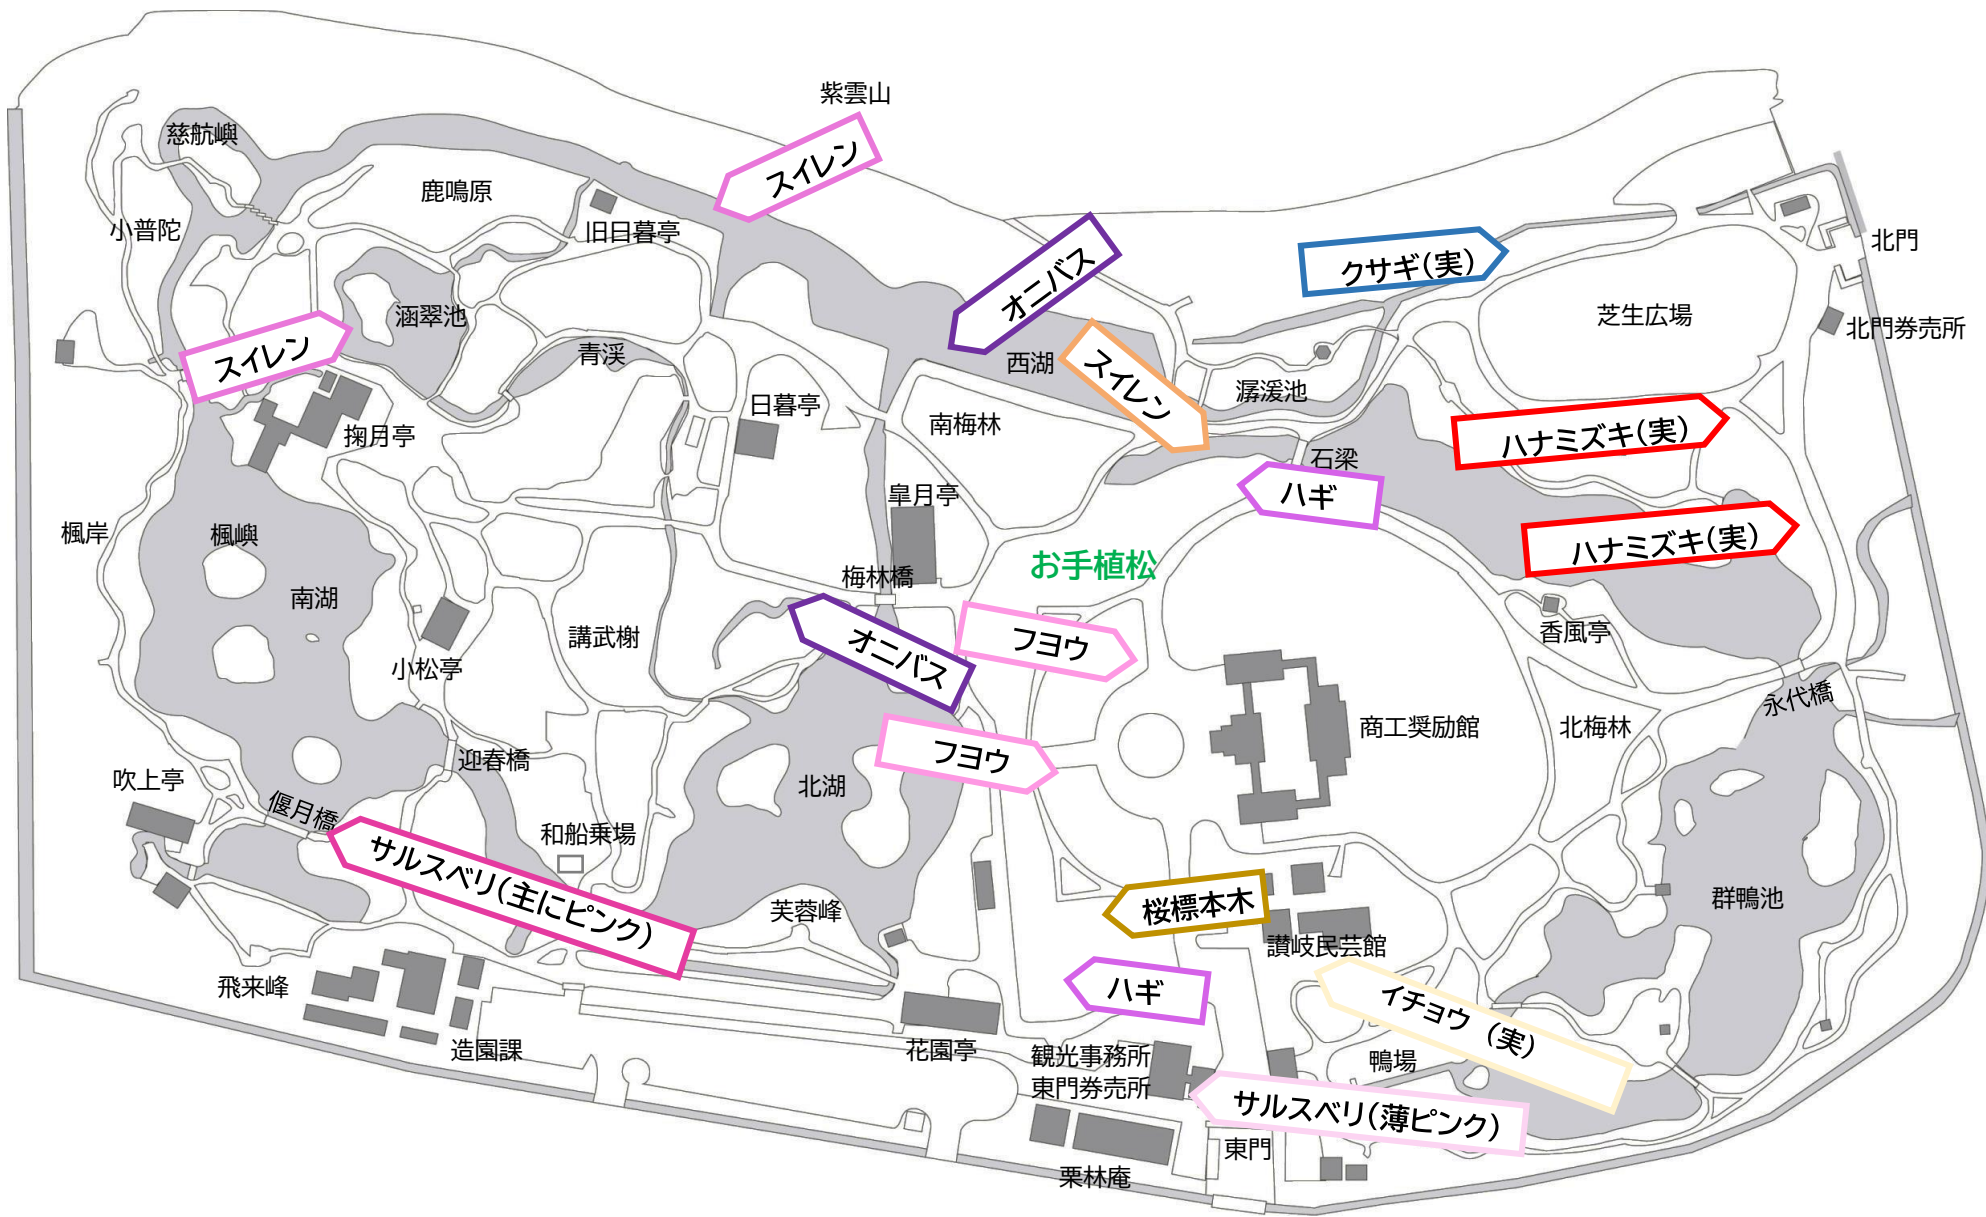 紫雲山
慈航嶼
スイレン
鹿鳴原
小普陀
旧日暮亭
オニバス
クサギ(実)
北門
涵翠池
スイレン
青渓
西湖
スイレン
潺湲池
芝生広場
北門券売所
掬月亭
日暮亭
南梅林
ハナミズキ(実)
石梁
ハギ
皐月亭
楓岸
楓嶼
南湖
梅林橋
お手植松
ハナミズキ(実)
小松亭
講武榭
オニバス
フヨウ
香風亭
永代橋
商工奨励館
北梅林
フヨウ
迎春橋
北湖
吹上亭
偃月橋
サルスベリ(主にピンク)
和船乗場
芙蓉峰
桜標本木
讃岐民芸館
群鴨池
飛来峰
ハギ
イチョウ (実)
造園課
花園亭
観光事務所
東門券売所
鴨場
サルスベリ(薄ピンク)
東門
栗林庵